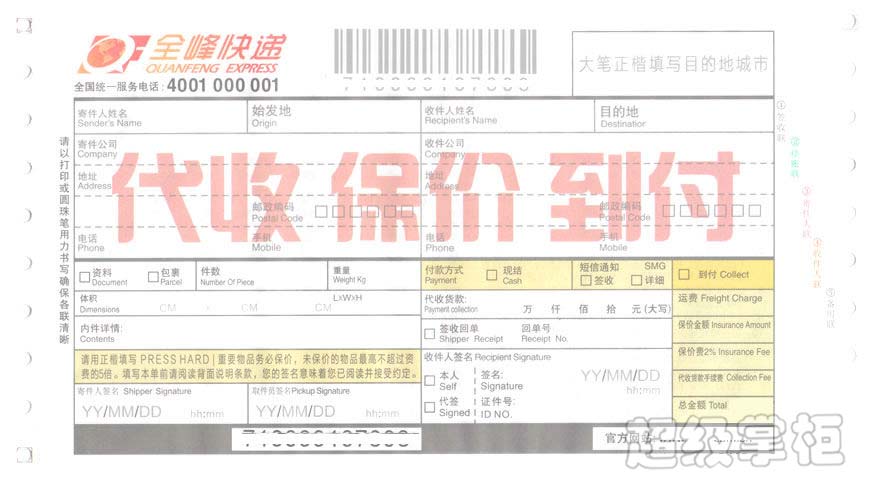 全峰快递
QUANFENG EXPRESS
全国统一服务电话:4001 000 001
大笔正楷填写目的地城市
寄件人姓名 始发地 收件人姓名 目的地
Sender's Name Origin Recipient's Name Destination
寄件公司 收件公司
Company Company
地址 地址
Address Address
代收 保价 到付
邮政编码 邮政编码
Postal Code Postal Code
电话 手机 电话 手机
Phone Mobile Phone Mobile
资料 包裹 件数 重量 付款方式 现结 短信通知 SMG 到付 Collect
Document Parcel Number Of Piece Weight Kg Payment Cash 签收 详细
体积 LxWxH 代收货款: 运费 Freight Charge
Dimensions CM x CM CM Payment collection 万 仟 佰 拾 元(大写)
内件详情: 签收回单 回单号 保价金额 Insurance Amount
Contents Shipper Receipt Receipt No.
请用正楷填写 PRESS HARD | 重要物品务必保价,未保价的物品最高不超过资
费的5倍。填写本单前请阅读背面说明条款,您的签名意味着您已阅读并接受约定。
收件人签名 Recipient Signature 保价费2% Insurance Fee
本人 签名: YY/MM/DD 代收货款手续费 Collection Fee
Self Signature hh:mm
寄件人签名 Shipper Signature 取件员签名 Pickup Signature
YY/MM/DD hh:mm YY/MM/DD hh:mm
代签 证件号: 总金额 Total
Signed ID NO.
官方网站:
请以打印或圆珠笔用力书写确保各联清晰
①签收联
③寄件人联
④收件人联
超级掌柜